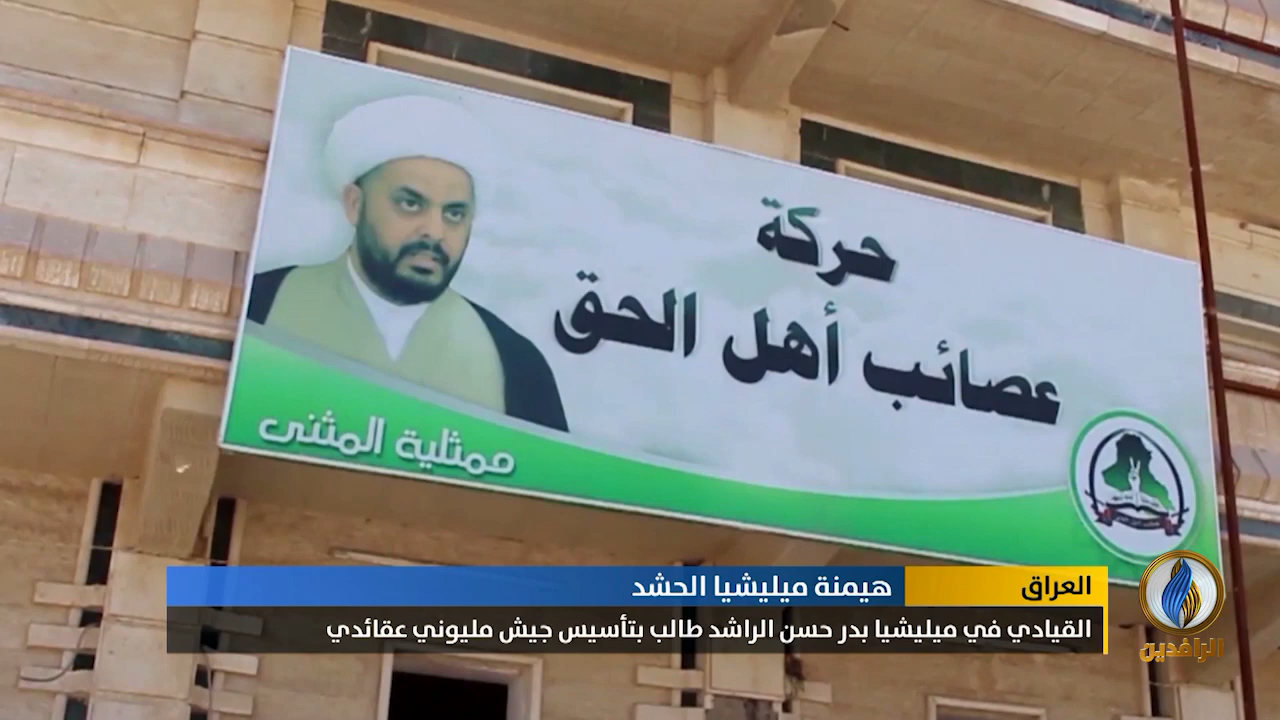 حركة
عصائب أهل الحق
ممثلية المثنى
العراق
هيمنة ميليشيا الحشد
القيادي في ميليشيا بدر حسن الراشد طالب بتأسيس جيش مليوني عقائدي
الرافدين